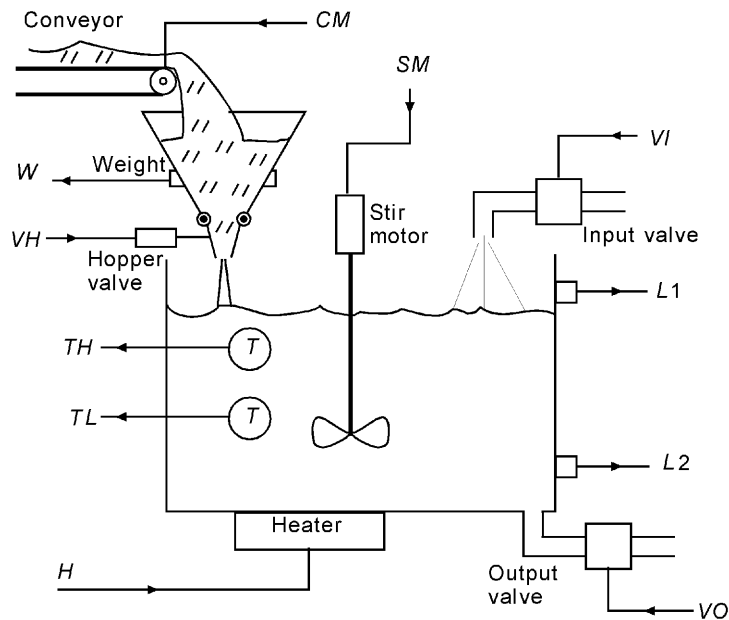 Conveyor
CM
SM
VI
W
Weight
Stir
motor
Input valve
VH
Hopper
valve
L1
TH
T
TL
T
L2
Heater
H
Output
valve
VO